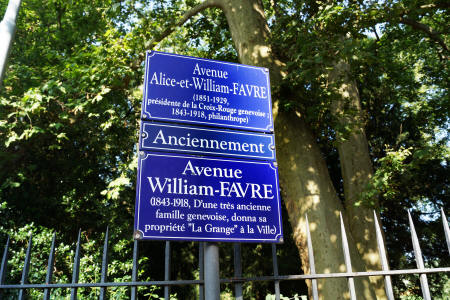 Avenue
Alice-et-William-FAVRE
(1851-1929,
présidente de la Croix-Rouge genevoise ;
1843-1918, philanthrope)
Anciennement
Avenue
William-FAVRE
(1843-1918, D'une très ancienne
famille genevoise, donna sa
propriété "La Grange" à la Ville)